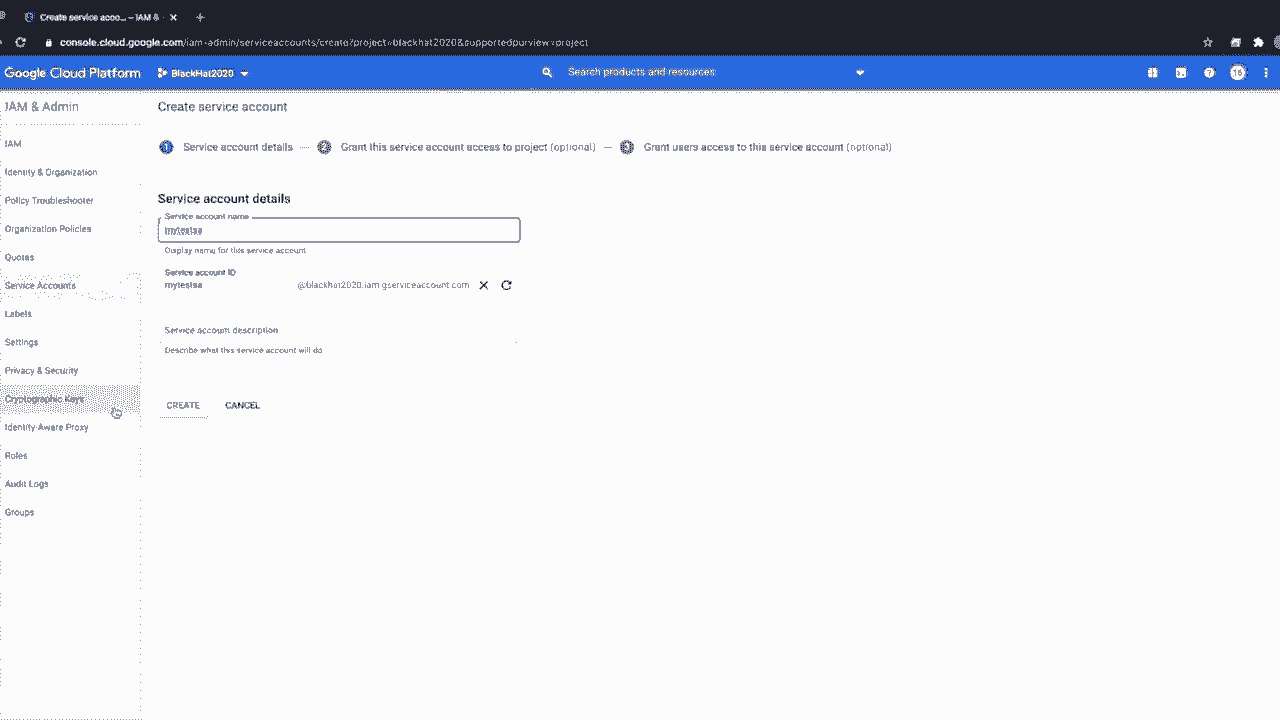 Create service acco... – IAM &
console.cloud.google.com/iam-admin/serviceaccounts/create?project=blackhat2020&supportedpurview=project
Google Cloud Platform
BlackHat2020
Search products and resources
16
IAM & Admin
IAM
Identity & Organization
Policy Troubleshooter
Organization Policies
Quotas
Service Accounts
Labels
Settings
Privacy & Security
Cryptographic Keys
Identity-Aware Proxy
Roles
Audit Logs
Groups
Create service account
1 Service account details
2 Grant this service account access to project (optional)
3 Grant users access to this service account (optional)
Service account details
Service account name
mytestsa
Display name for this service account
Service account ID
mytestsa @blackhat2020.iam.gserviceaccount.com
Service account description
Describe what this service account will do
CREATE CANCEL